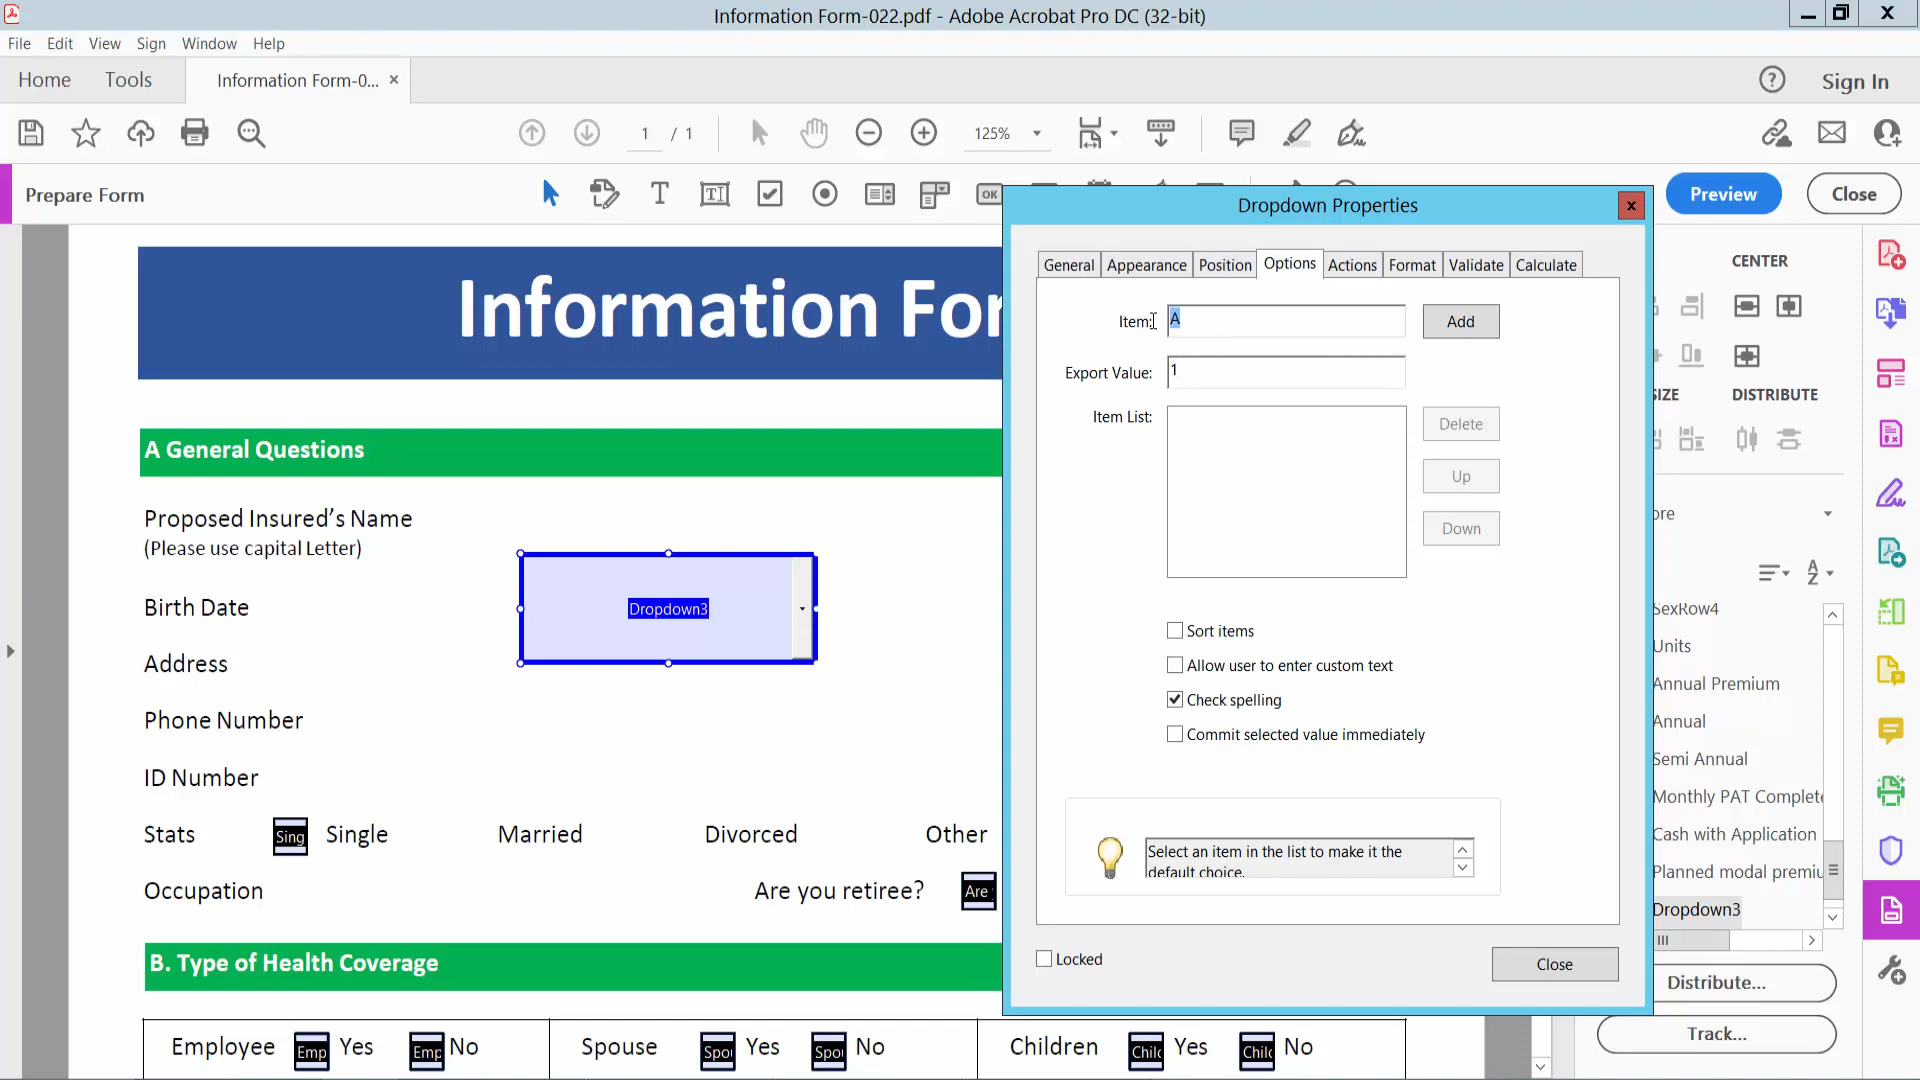 Information Form-022.pdf - Adobe Acrobat Pro DC (32-bit)
File Edit View Sign Window Help
Home Tools Information Form-0... × Sign In
1 / 1 125%
Prepare Form
OK
Preview Close
Dropdown Properties
General Appearance Position Options Actions Format Validate Calculate
Item: A Add
Export Value: 1
Item List:
Delete
Up
Down
Sort items
Allow user to enter custom text
Check spelling
Commit selected value immediately
Select an item in the list to make it the
default choice.
Locked
Close
CENTER
DISTRIBUTE
SexRow4
Units
Annual Premium
Annual
Semi Annual
Monthly PAT Complete
Cash with Application
Planned modal premiu
Dropdown3
Distribute...
Track...
Information For
A General Questions
Proposed Insured’s Name
(Please use capital Letter)
Dropdown3
Birth Date
Address
Phone Number
ID Number
Stats Sing Single Married Divorced Other
Occupation Are you retiree? Are
B. Type of Health Coverage
Employee Emp Yes Emp No Spouse Spou Yes Spou No Children Chilc Yes Chilc No